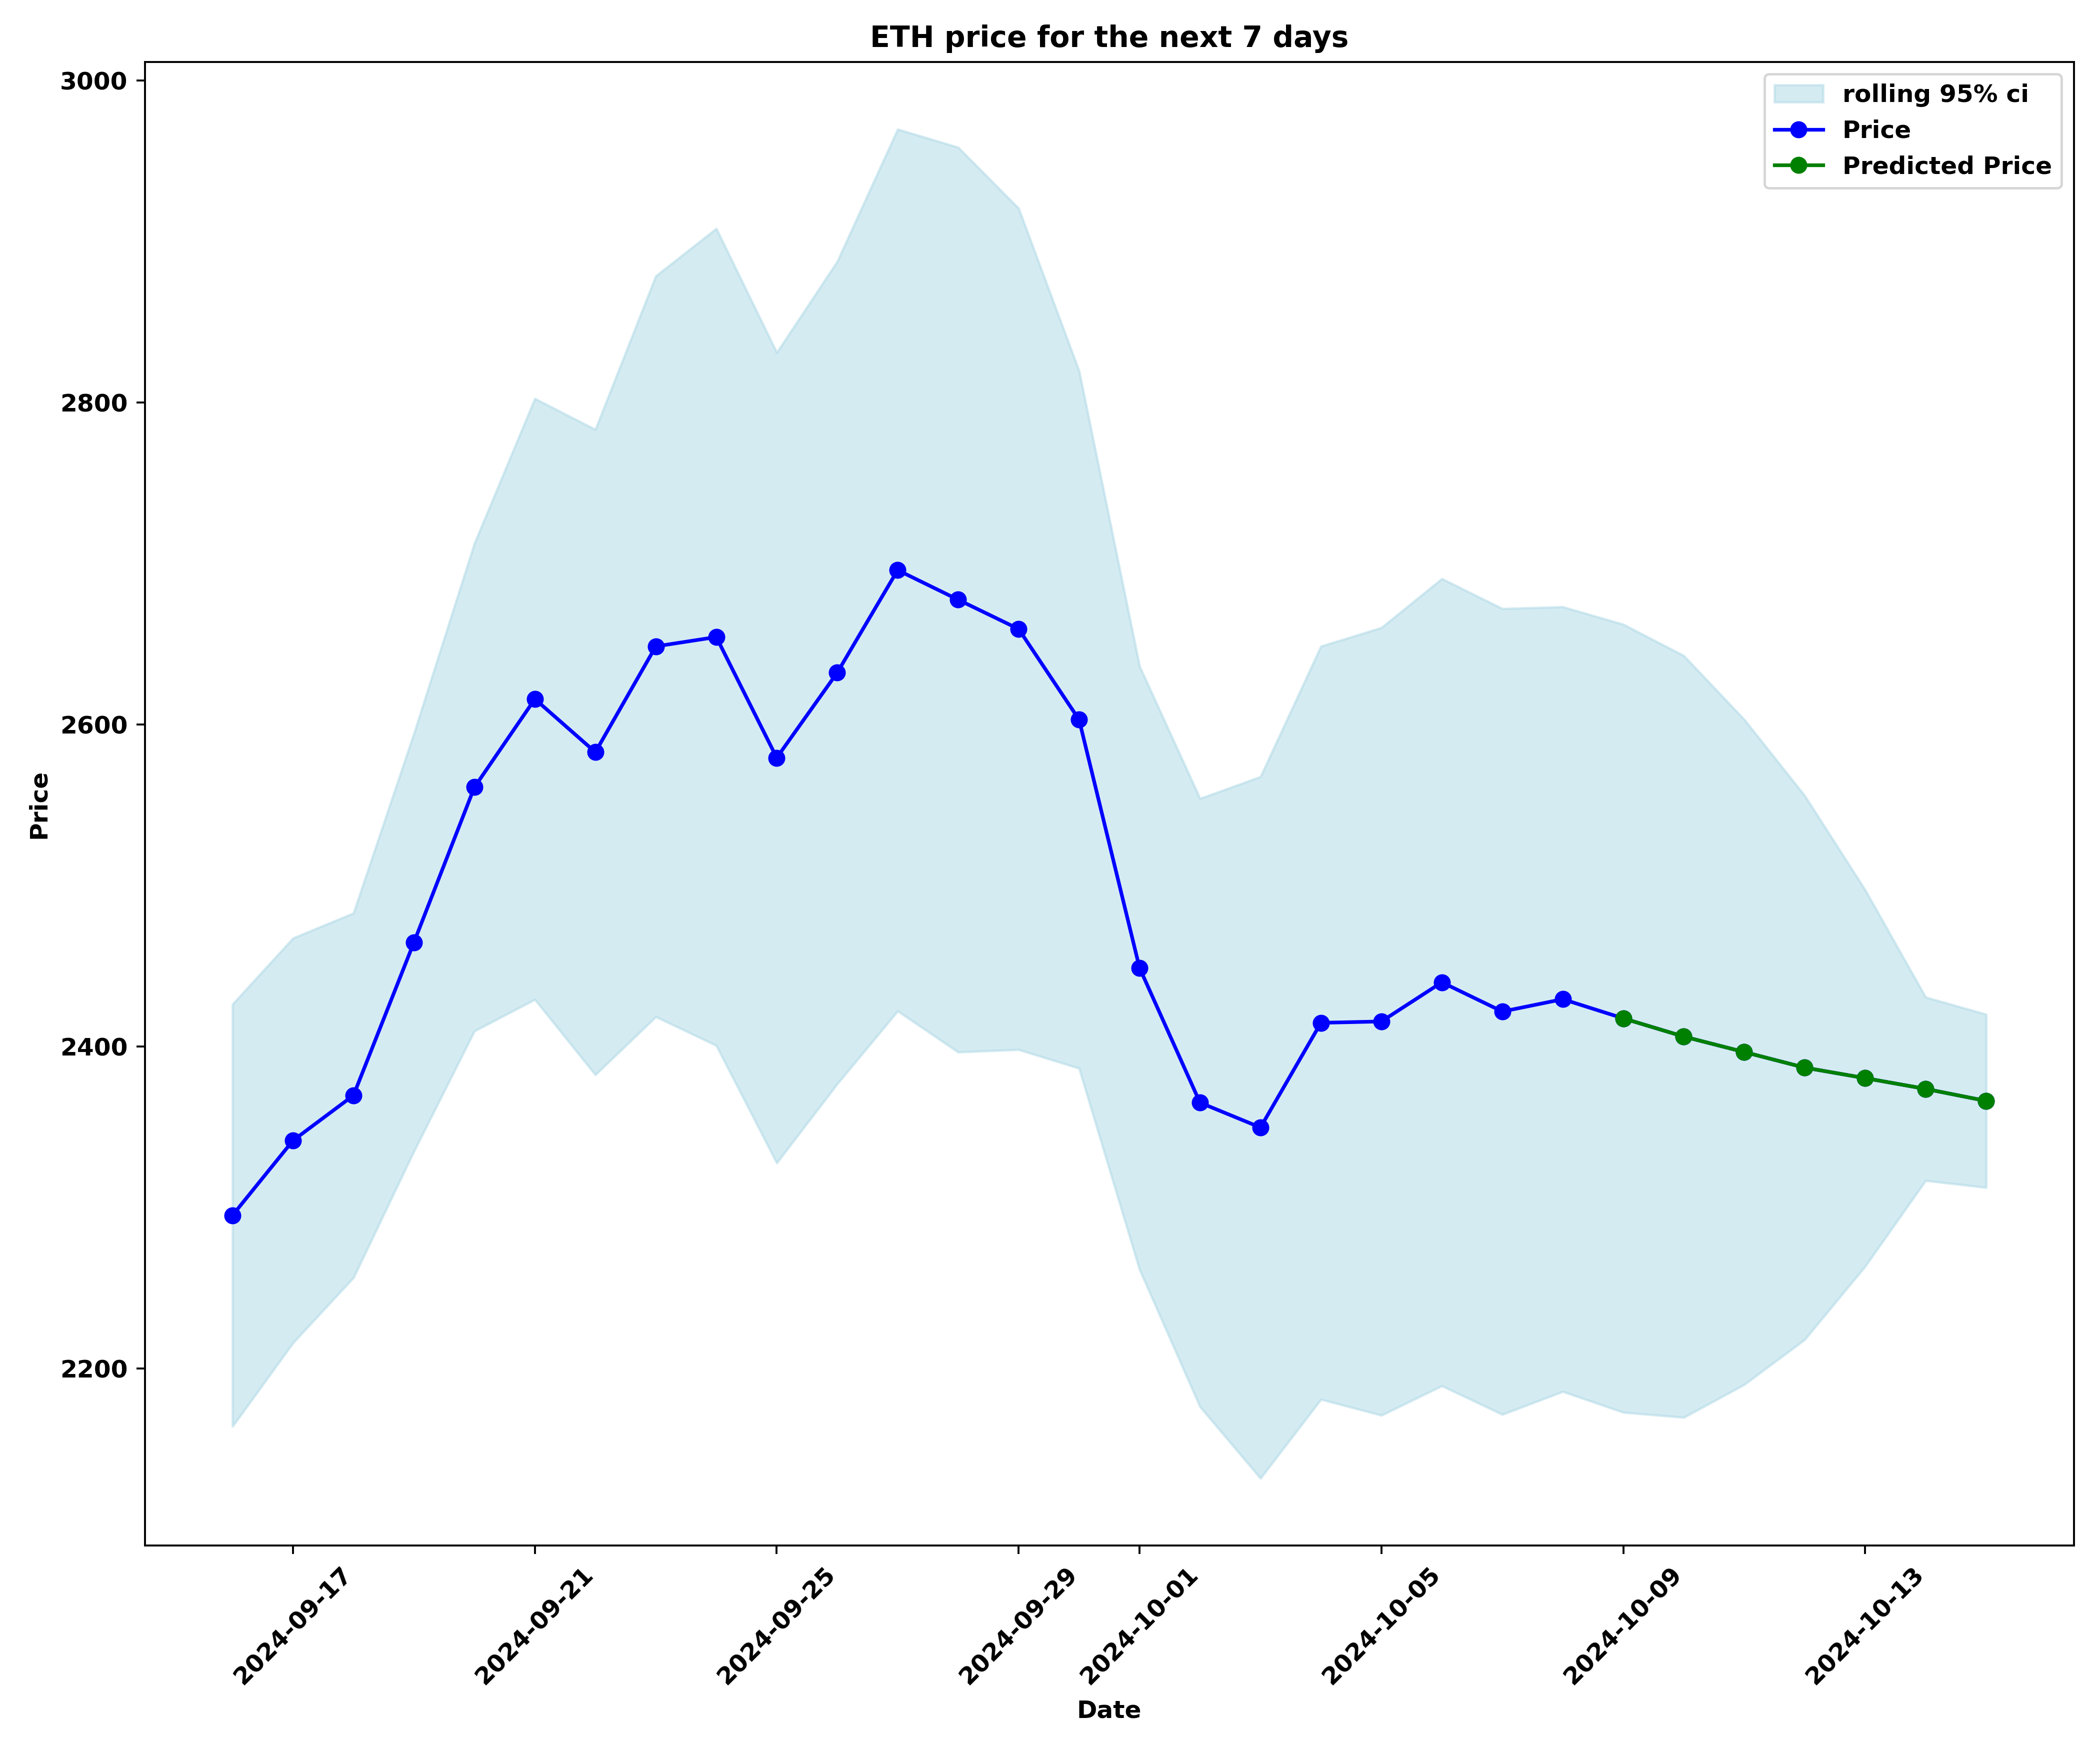 ETH price for the next 7 days
rolling 95% ci
Price
Predicted Price
3000
2800
2600
2400
2200
Price
2024-09-17
2024-09-21
2024-09-25
2024-09-29
2024-10-01
2024-10-05
2024-10-09
2024-10-13
Date